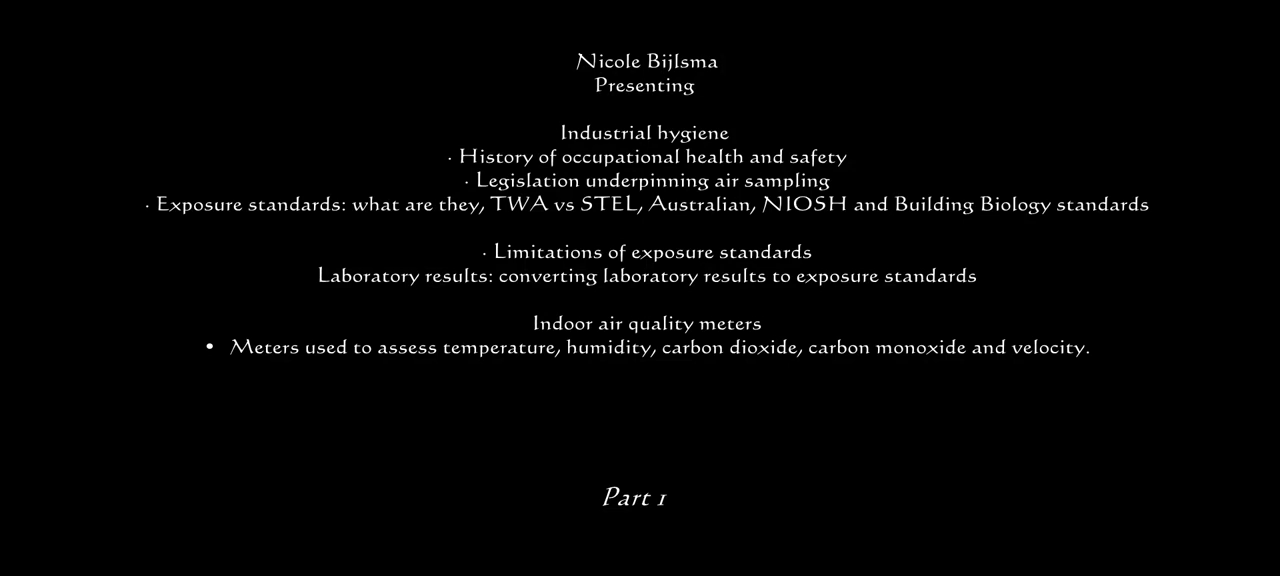 Nicole Bijlsma
Presenting
Industrial hygiene
· History of occupational health and safety
· Legislation underpinning air sampling
· Exposure standards: what are they, TWA vs STEL, Australian, NIOSH and Building Biology standards
· Limitations of exposure standards
Laboratory results: converting laboratory results to exposure standards
Indoor air quality meters
• Meters used to assess temperature, humidity, carbon dioxide, carbon monoxide and velocity.
Part 1